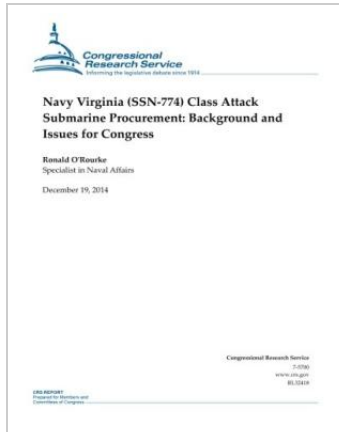 Congressional
Research Service
Informing the legislative debate since 1914
Navy Virginia (SSN-774) Class Attack
Submarine Procurement: Background and
Issues for Congress
Ronald O'Rourke
Specialist in Naval Affairs
December 19, 2014
Congressional Research Service
7-5700
www.crs.gov
RL32418
CRS REPORT
Prepared for Members and
Committees of Congress